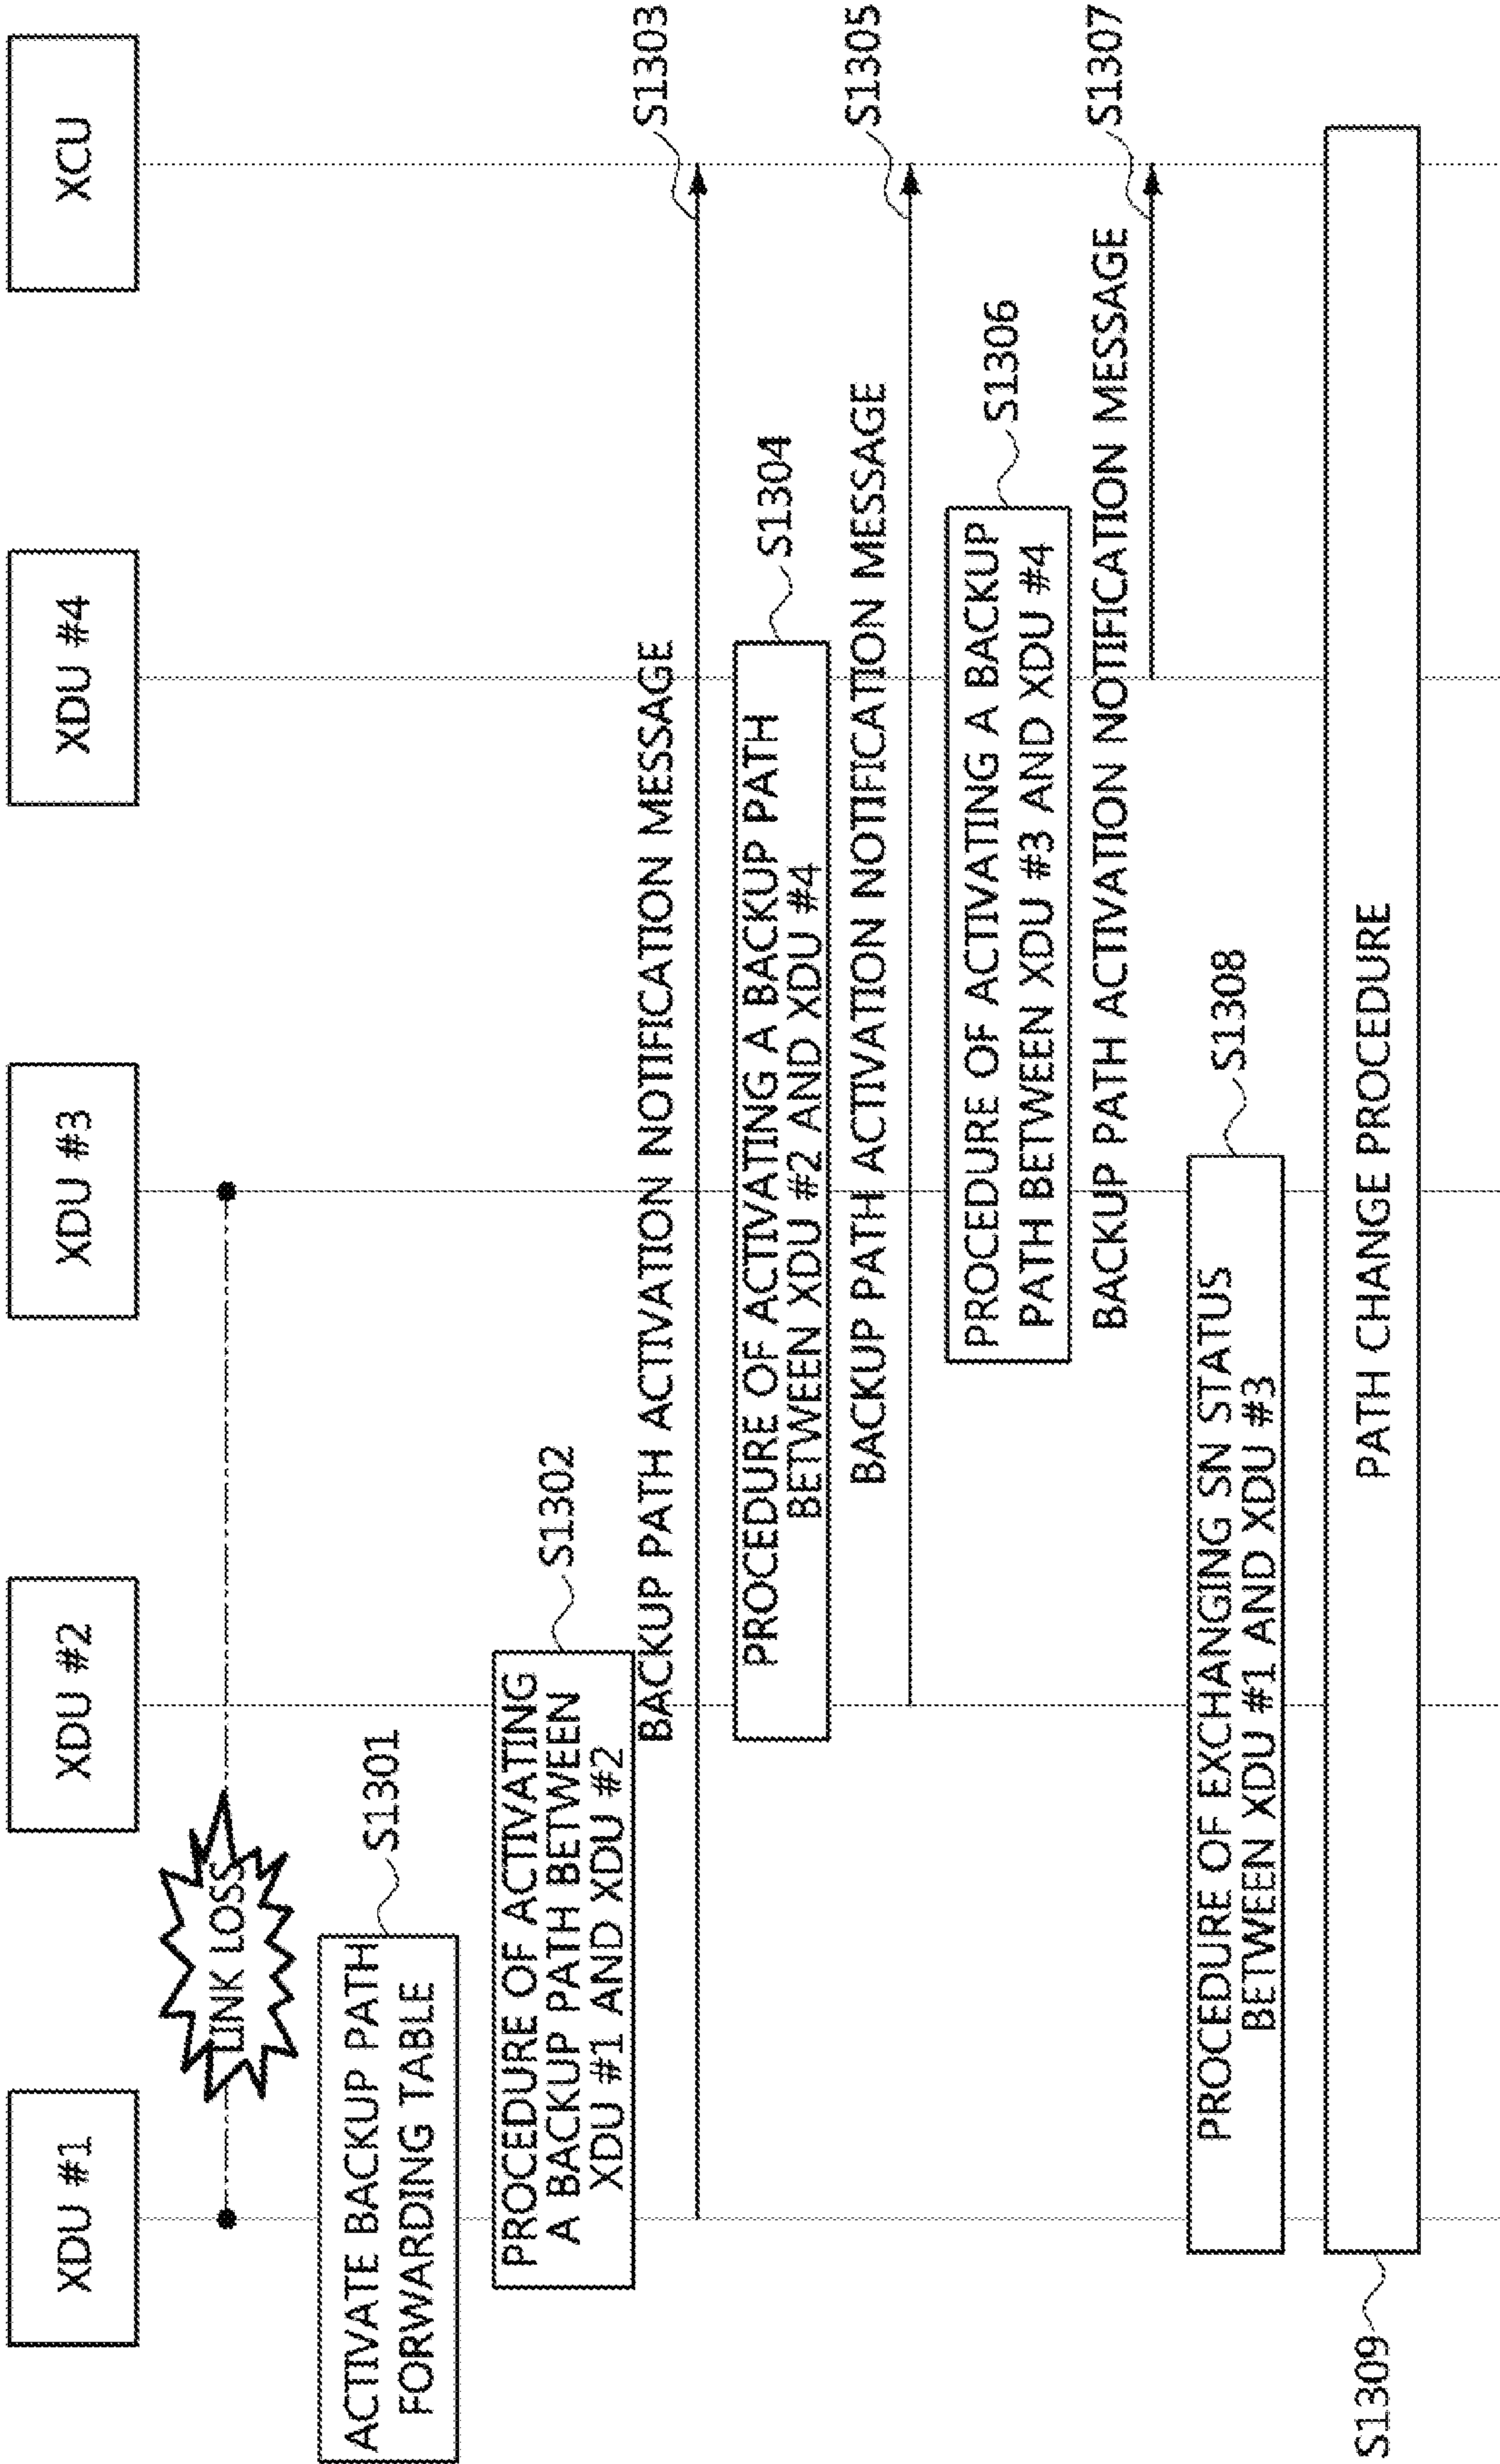 XDU #1
XDU #2
XDU #3
XDU #4
XCU
LINK LOSS
ACTIVATE BACKUP PATH
FORWARDING TABLE
S1301
PROCEDURE OF ACTIVATING
A BACKUP PATH BETWEEN
XDU #1 AND XDU #2
S1302
BACKUP PATH ACTIVATION NOTIFICATION MESSAGE
S1303
PROCEDURE OF ACTIVATING A BACKUP PATH
BETWEEN XDU #2 AND XDU #4
S1304
BACKUP PATH ACTIVATION NOTIFICATION MESSAGE
S1305
PROCEDURE OF ACTIVATING A BACKUP
PATH BETWEEN XDU #3 AND XDU #4
S1306
BACKUP PATH ACTIVATION NOTIFICATION MESSAGE
S1307
PROCEDURE OF EXCHANGING SN STATUS
BETWEEN XDU #1 AND XDU #3
S1308
S1309
PATH CHANGE PROCEDURE